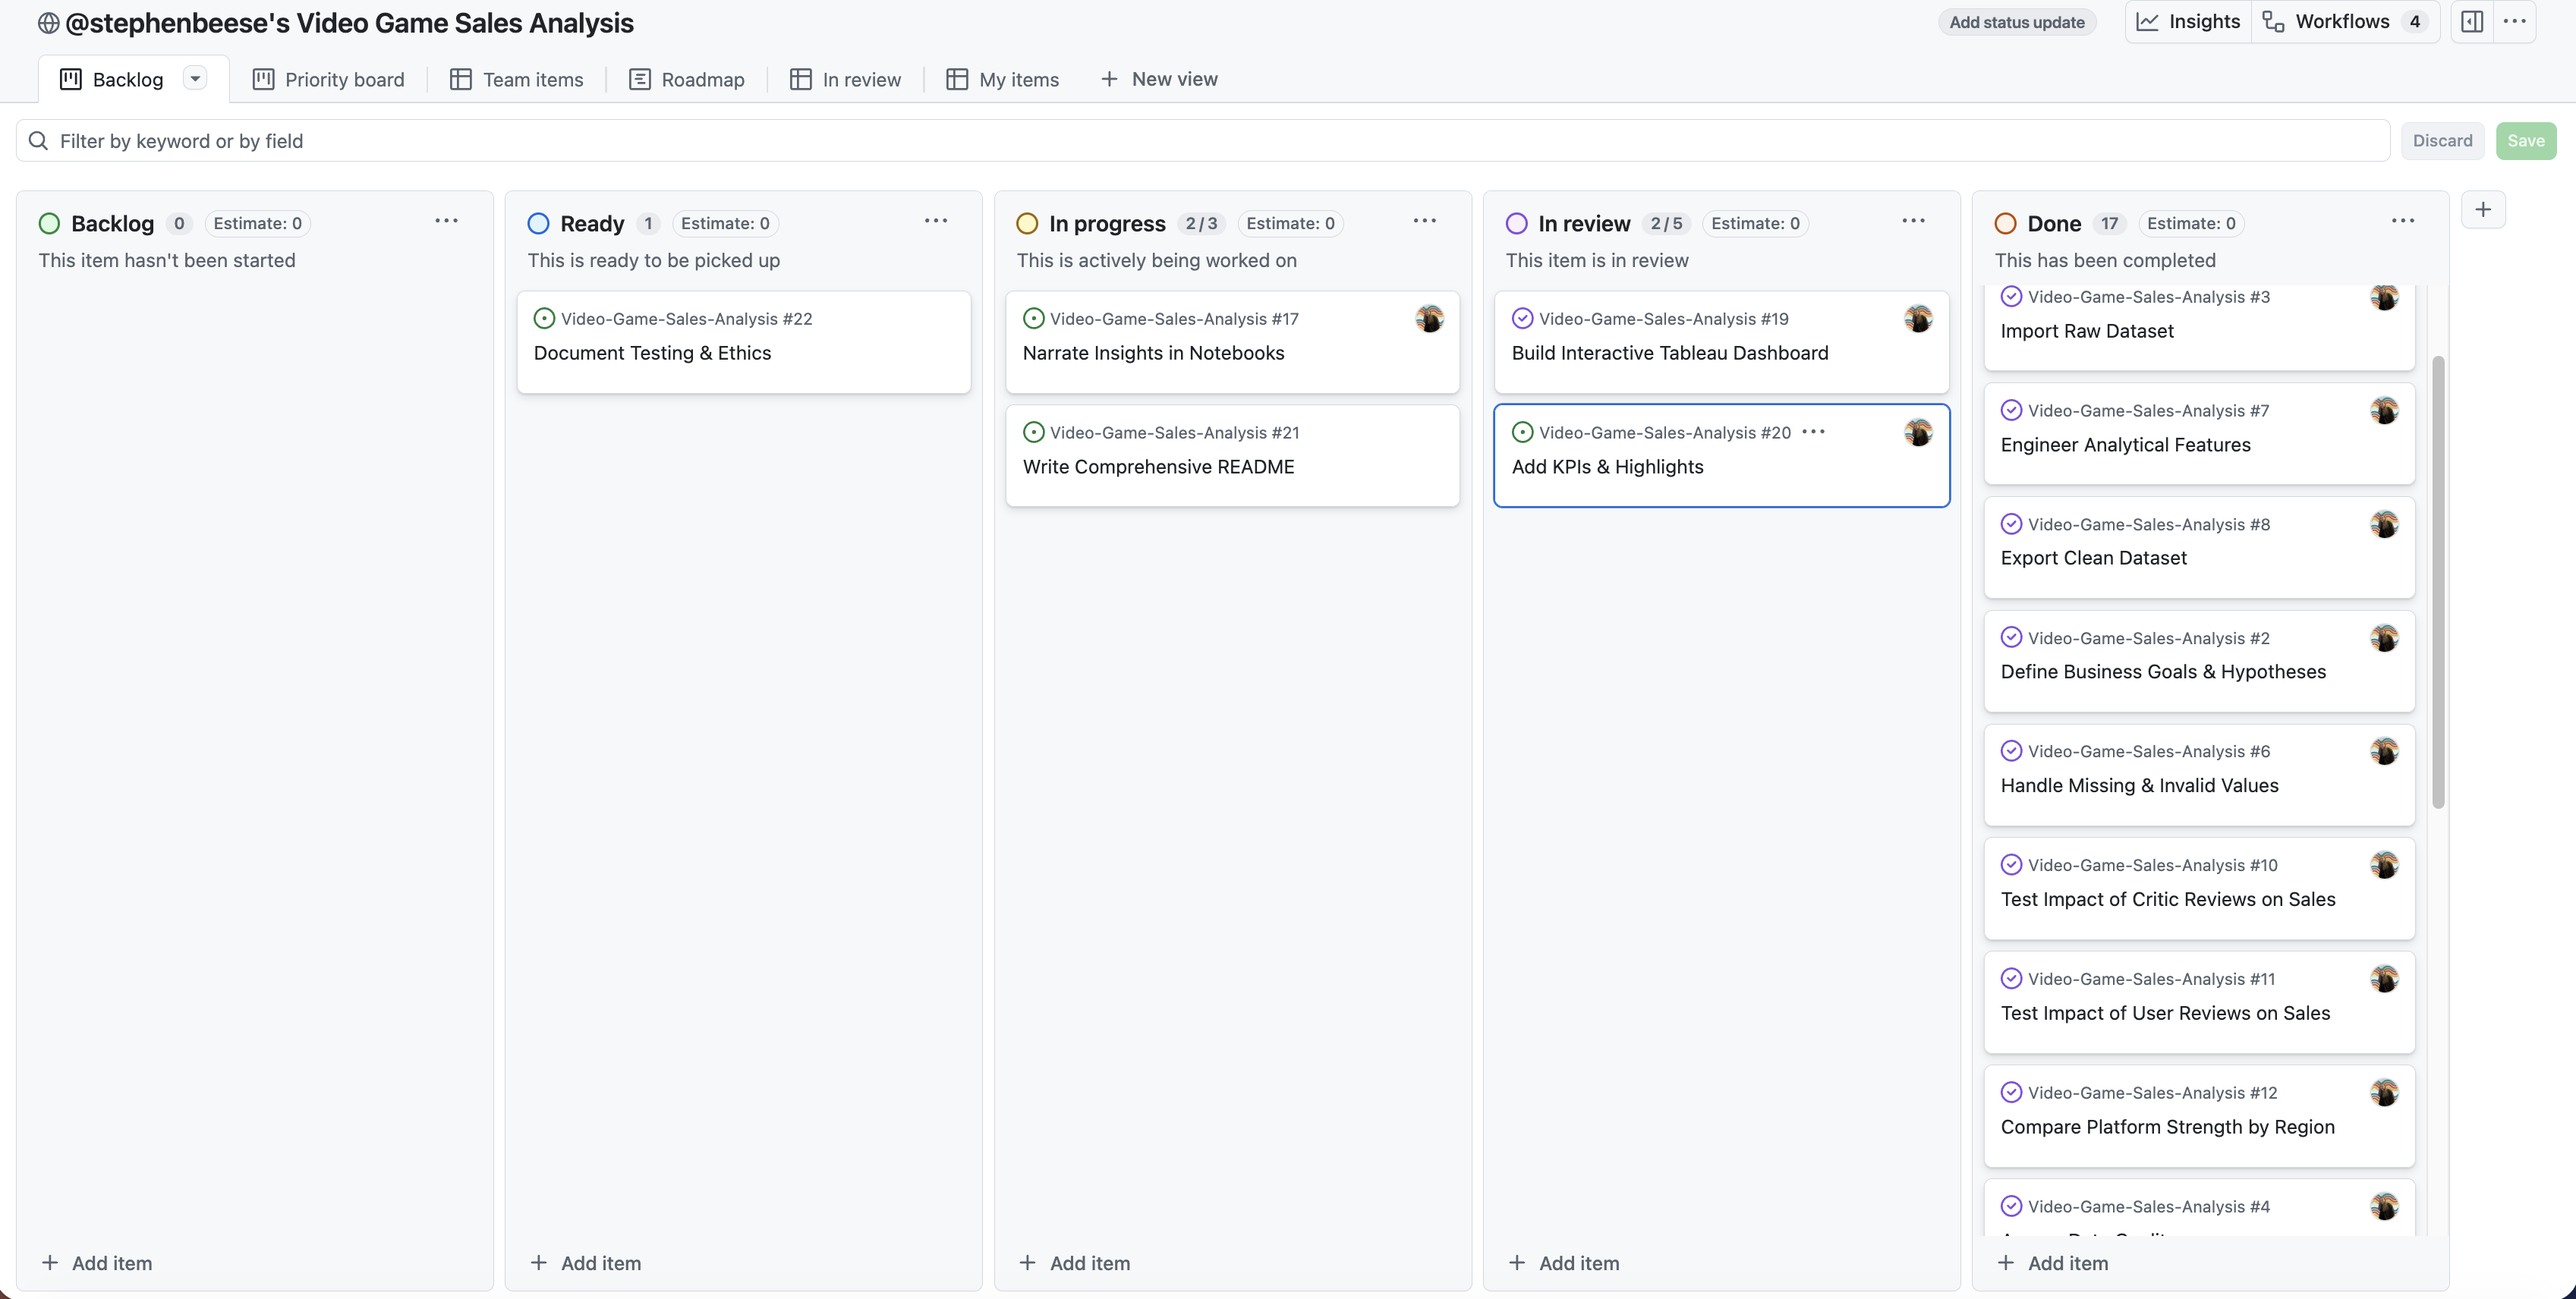 @stephenbeese's Video Game Sales Analysis
Add status update
Insights
Workflows 4
Backlog
Priority board
Team items
Roadmap
In review
My items
New view
Filter by keyword or by field
Discard
Save
Backlog 0 Estimate: 0
This item hasn't been started
Add item
Ready 1 Estimate: 0
This is ready to be picked up
Video-Game-Sales-Analysis #22
Document Testing & Ethics
Add item
In progress 2 / 3 Estimate: 0
This is actively being worked on
Video-Game-Sales-Analysis #17
Narrate Insights in Notebooks
Video-Game-Sales-Analysis #21
Write Comprehensive README
Add item
In review 2 / 5 Estimate: 0
This item is in review
Video-Game-Sales-Analysis #19
Build Interactive Tableau Dashboard
Video-Game-Sales-Analysis #20
Add KPIs & Highlights
Add item
Done 17 Estimate: 0
This has been completed
Video-Game-Sales-Analysis #3
Import Raw Dataset
Video-Game-Sales-Analysis #7
Engineer Analytical Features
Video-Game-Sales-Analysis #8
Export Clean Dataset
Video-Game-Sales-Analysis #2
Define Business Goals & Hypotheses
Video-Game-Sales-Analysis #6
Handle Missing & Invalid Values
Video-Game-Sales-Analysis #10
Test Impact of Critic Reviews on Sales
Video-Game-Sales-Analysis #11
Test Impact of User Reviews on Sales
Video-Game-Sales-Analysis #12
Compare Platform Strength by Region
Video-Game-Sales-Analysis #4
Add item